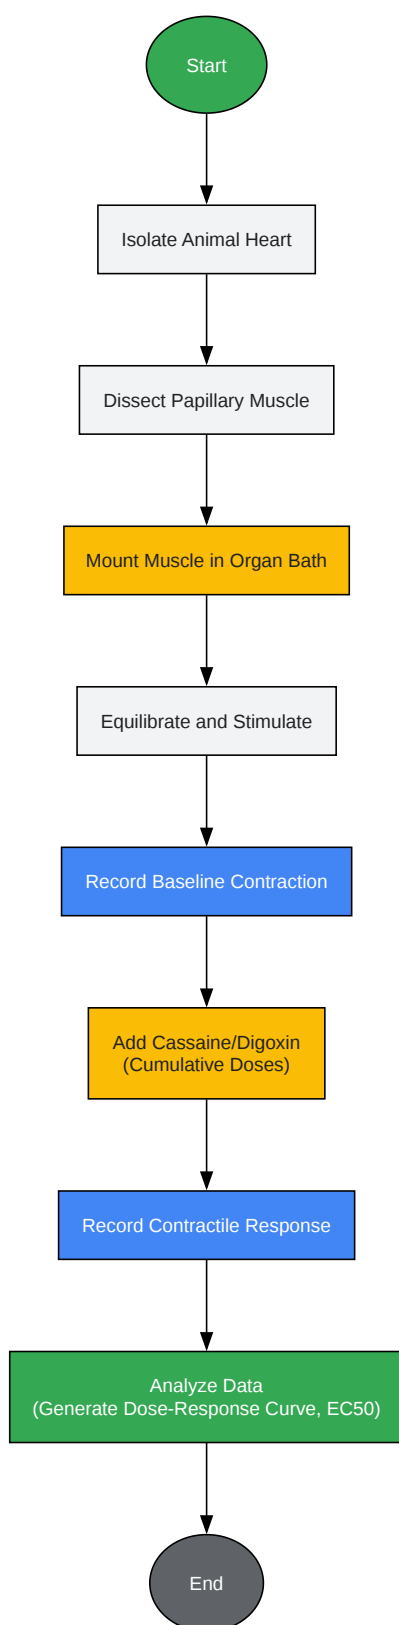 Start
Isolate Animal Heart
Dissect Papillary Muscle
Mount Muscle in Organ Bath
Equilibrate and Stimulate
Record Baseline Contraction
Add Cassaine/Digoxin
(Cumulative Doses)
Record Contractile Response
Analyze Data
(Generate Dose-Response Curve, EC50)
End